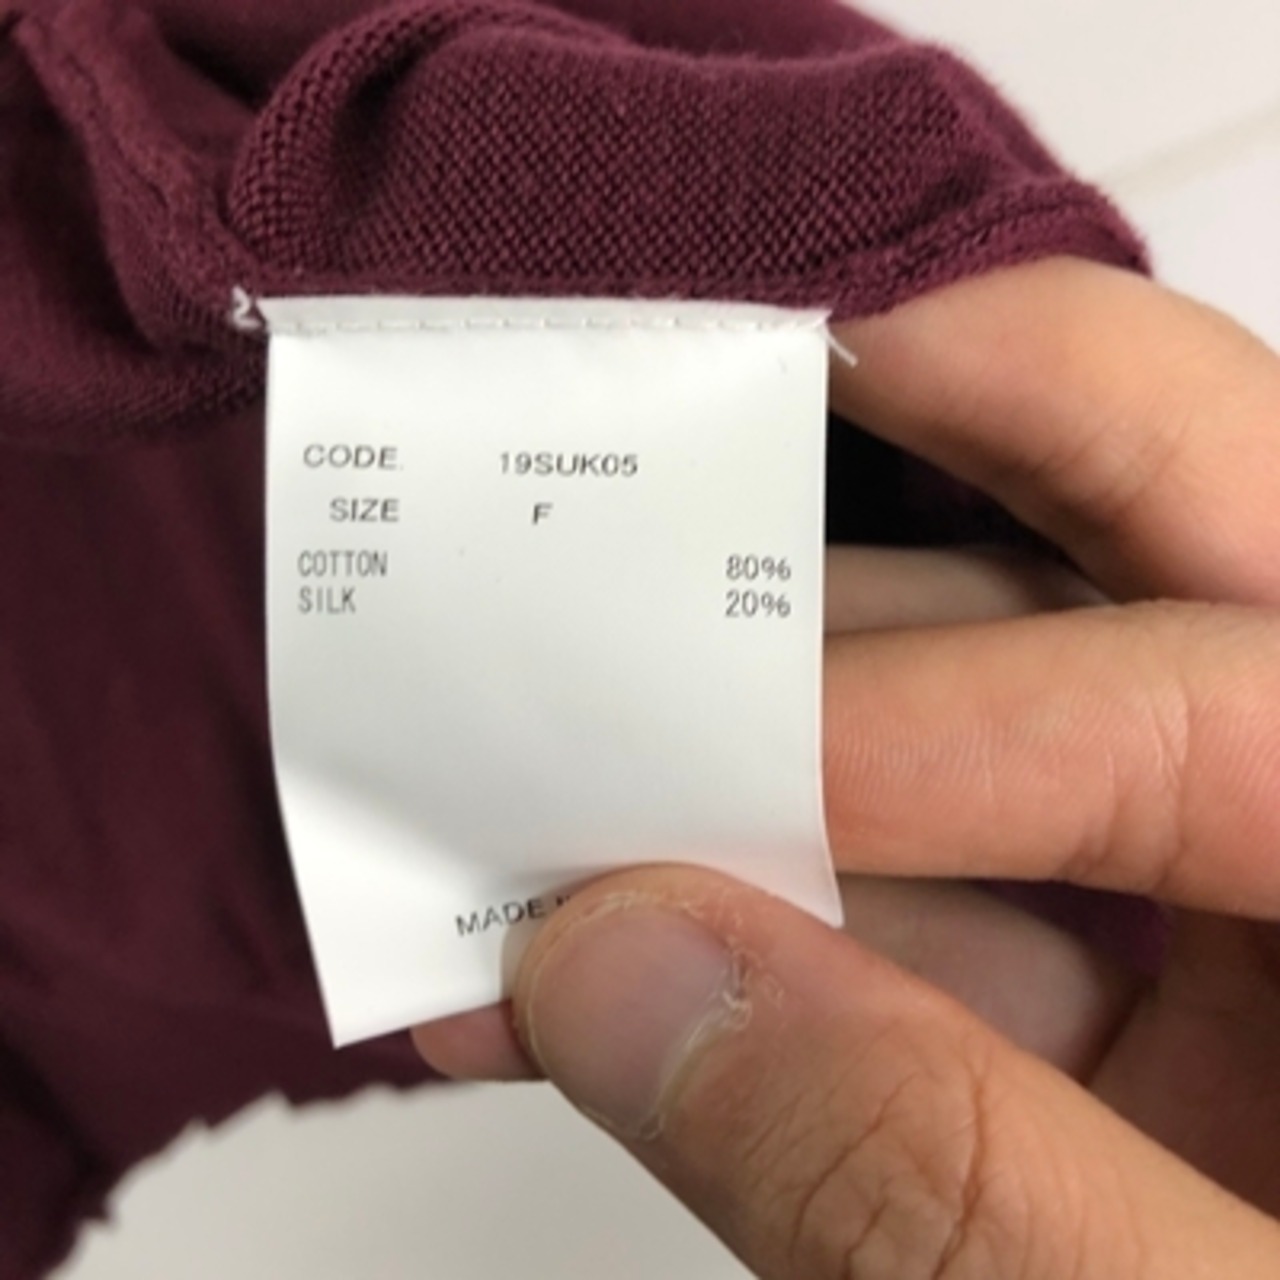 CODE. 19SUK05
SIZE F
COTTON 80%
SILK 20%
MADE